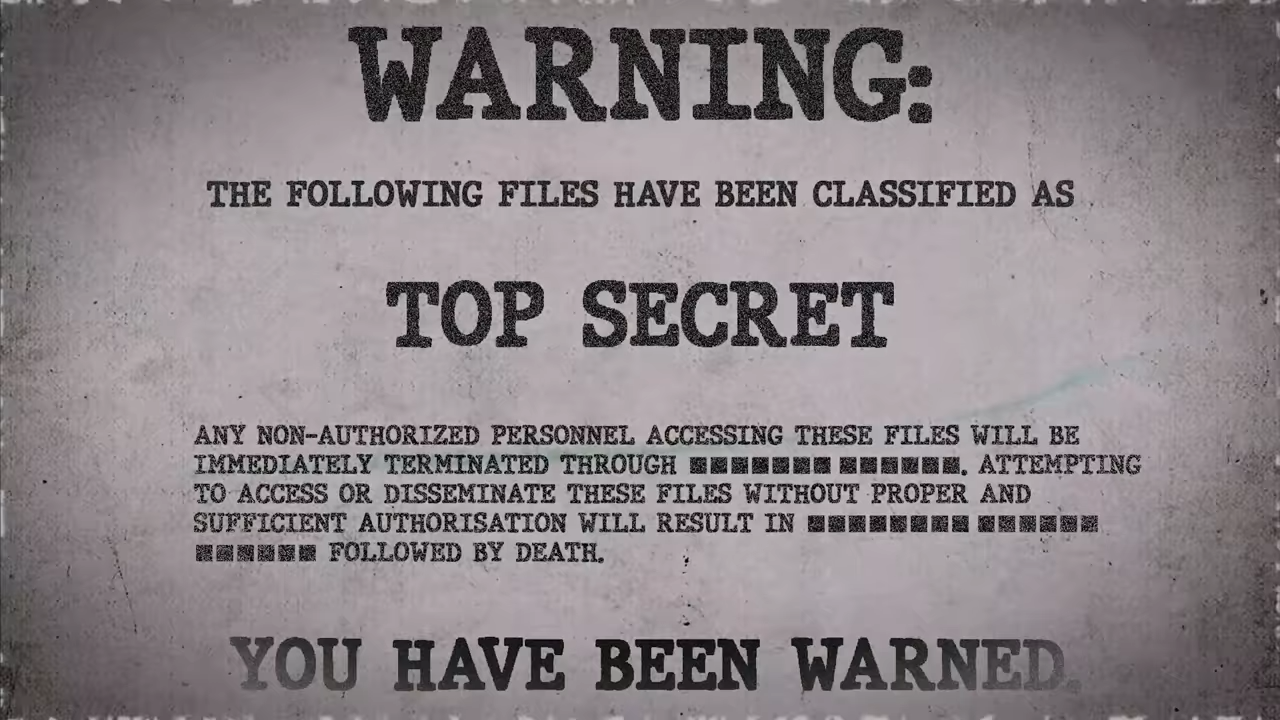 WARNING:
THE FOLLOWING FILES HAVE BEEN CLASSIFIED AS
TOP SECRET
ANY NON-AUTHORIZED PERSONNEL ACCESSING THESE FILES WILL BE
IMMEDIATELY TERMINATED THROUGH ■■■■■■■ ■■■■■■. ATTEMPTING
TO ACCESS OR DISSEMINATE THESE FILES WITHOUT PROPER AND
SUFFICIENT AUTHORISATION WILL RESULT IN ■■■■■■■■ ■■■■■■
■■■■■■ FOLLOWED BY DEATH.
YOU HAVE BEEN WARNED.